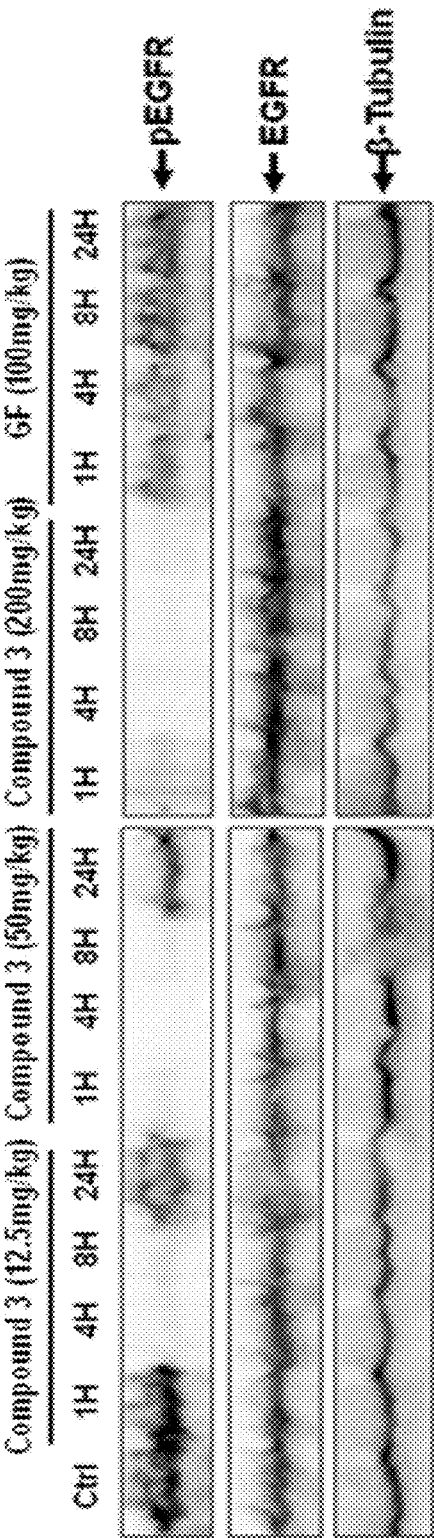 Compound 3 (12.5mg/kg) Compound 3 (50mg/kg) Compound 3 (200mg/kg) GF (100mg/kg)
Ctrl 1H 4H 8H 24H 1H 4H 8H 24H 1H 4H 8H 24H 1H 4H 8H 24H
pEGFR
EGFR
β-Tubulin